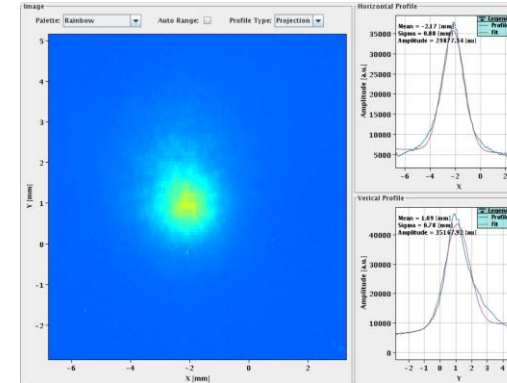 Image
Palette: Rainbow Auto Range: Profile Type: Projection
5
4
3
2
1
0
-1
-2
Y [mm]
-6 -4 -2 0 2
X [mm]
Horizontal Profile
Legend
Profile
Fit
Mean = -2.17 [mm]
Sigma = 0.88 [mm]
35000
30000
25000
20000
15000
10000
5000
Amplitude [a.u.]
-6 -4 -2 0 2
X
Verical Profile
Legend
Profile
Fit
Mean = 1.09 [mm]
Sigma = 0.78 [mm]
Amplitude = 35167.92 [au]
40000
30000
20000
10000
0
Amplitude [a.u.]
-2 -1 0 1 2 3 4
Y